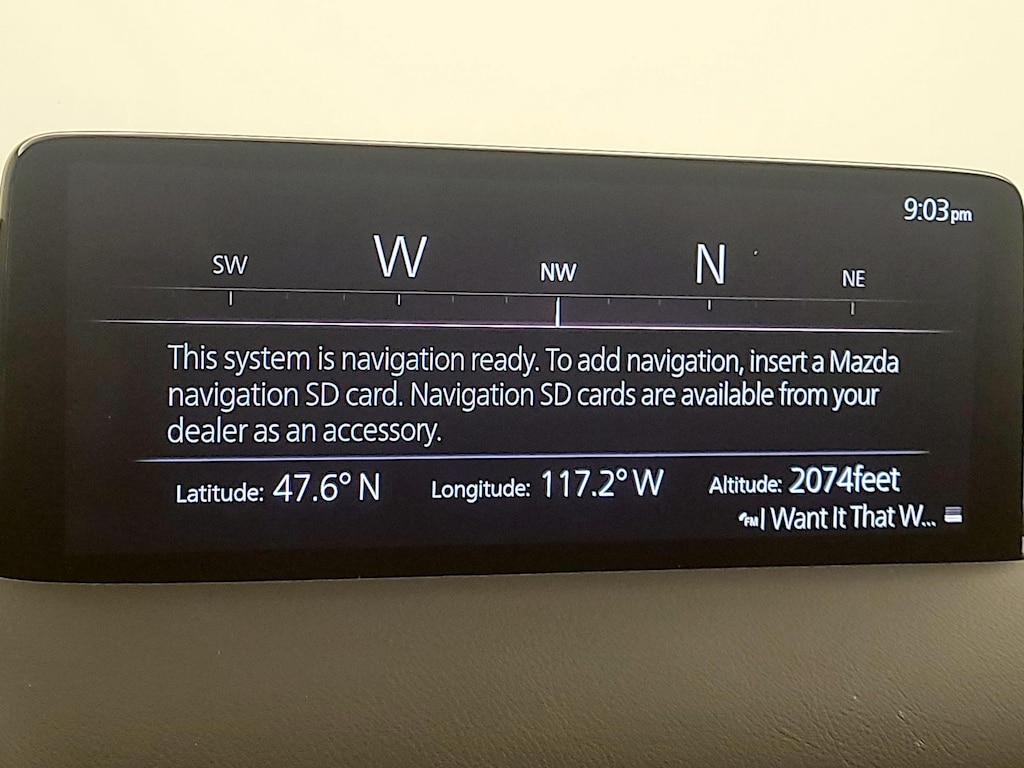 9:03pm
SW W NW N NE
This system is navigation ready. To add navigation, insert a Mazda
navigation SD card. Navigation SD cards are available from your
dealer as an accessory.
Latitude: 47.6° N Longitude: 117.2° W Altitude: 2074feet
FM I Want It That W...